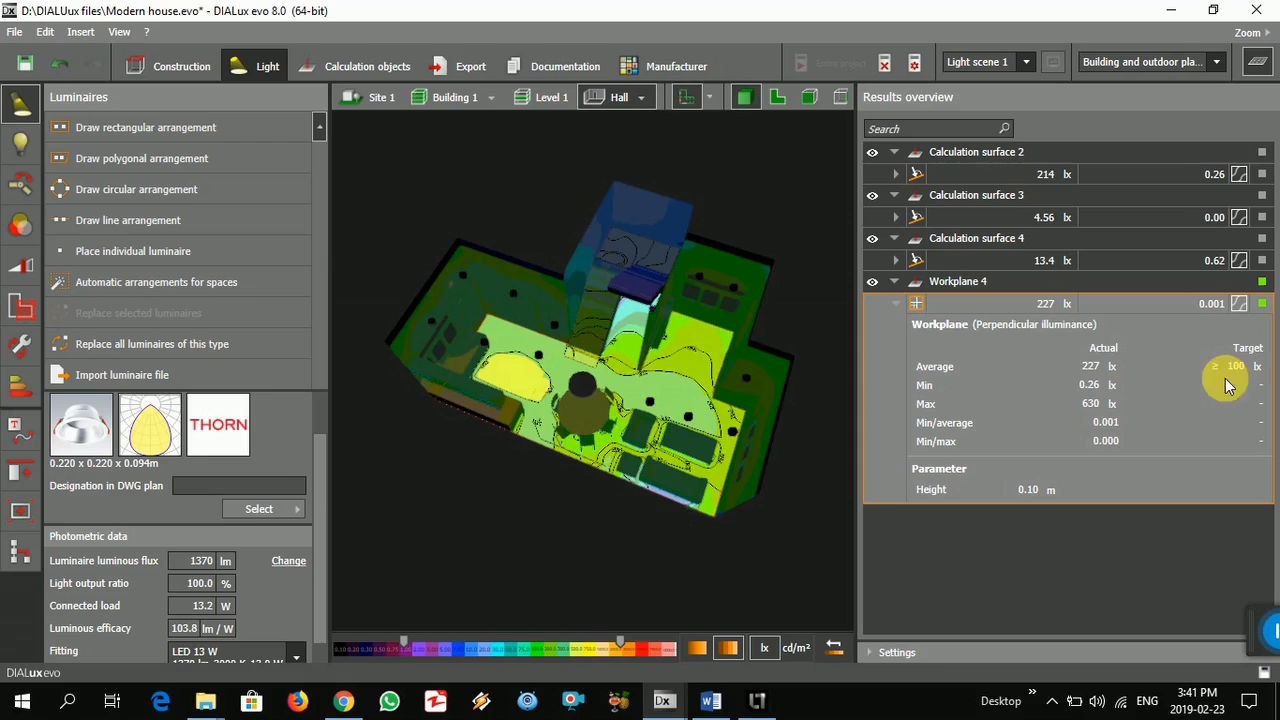 D:\DIALUux files\Modern house.evo* - DIALux evo 8.0 (64-bit)
File Edit Insert View ?
Zoom
Construction Light Calculation objects Export Documentation Manufacturer
Light scene 1
Building and outdoor pla...
Luminaires
Site 1 Building 1 Level 1 Hall
Results overview
Draw rectangular arrangement
Draw polygonal arrangement
Draw circular arrangement
Draw line arrangement
Place individual luminaire
Automatic arrangements for spaces
Replace selected luminaires
Replace all luminaires of this type
Import luminaire file
THORN
0.220 x 0.220 x 0.094m
Designation in DWG plan
Select
Photometric data
Luminaire luminous flux 1370 lm Change
Light output ratio 100.0 %
Connected load 13.2 W
Luminous efficacy 103.8 lm / W
Fitting LED 13 W
Search
Calculation surface 2
214 lx 0.26
Calculation surface 3
4.56 lx 0.00
Calculation surface 4
13.4 lx 0.62
Workplane 4
227 lx 0.001
Workplane (Perpendicular illuminance)
Actual Target
Average 227 lx ≥ 100 lx
Min 0.26 lx -
Max 630 lx -
Min/average 0.001 -
Min/max 0.000 -
Parameter
Height 0.10 m
lx cd/m²
Settings
DIALux evo
Desktop
ENG
3:41 PM
2019-02-23